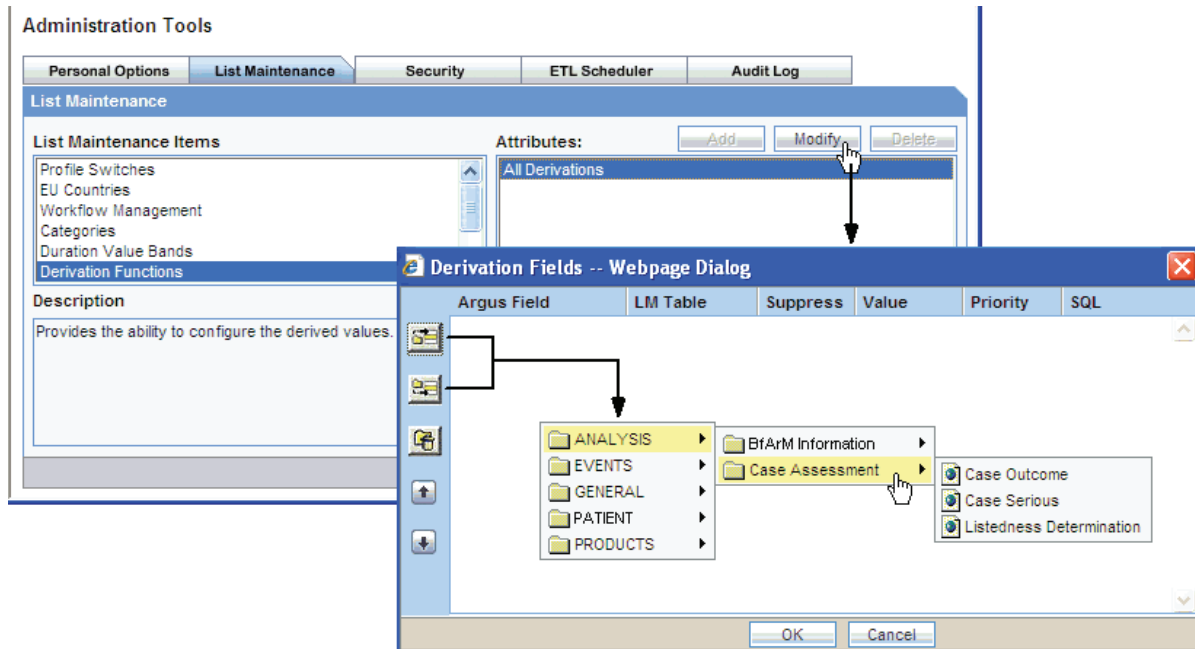 Administration Tools
Personal Options List Maintenance Security ETL Scheduler Audit Log
List Maintenance
List Maintenance Items
Attributes:
Add Modify Delete
Profile Switches
EU Countries
Workflow Management
Categories
Duration Value Bands
Derivation Functions
All Derivations
Description
Provides the ability to configure the derived values.
Derivation Fields -- Webpage Dialog
Argus Field LM Table Suppress Value Priority SQL
ANALYSIS
EVENTS
GENERAL
PATIENT
PRODUCTS
BfArM Information
Case Assessment
Case Outcome
Case Serious
Listedness Determination
OK Cancel